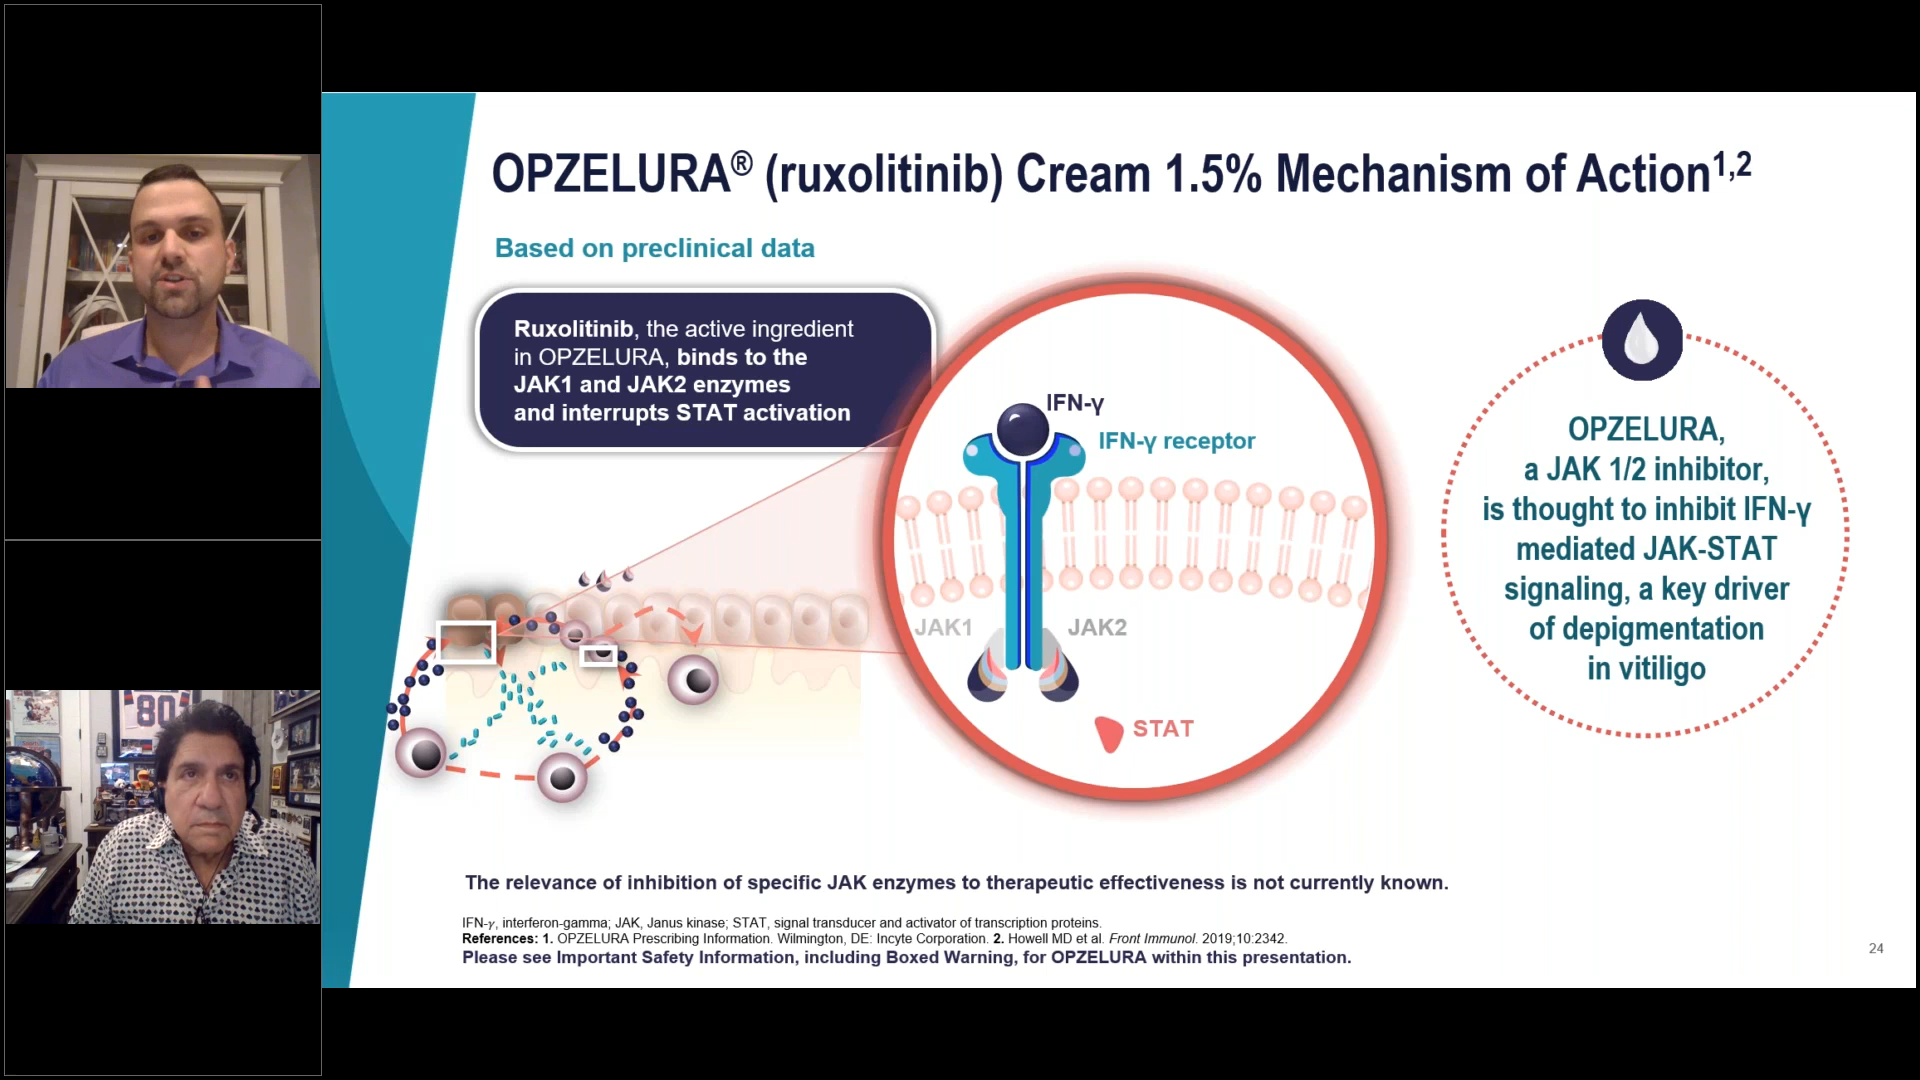 OPZELURA® (ruxolitinib) Cream 1.5% Mechanism of Action1,2
Based on preclinical data
Ruxolitinib, the active ingredient
in OPZELURA, binds to the
JAK1 and JAK2 enzymes
and interrupts STAT activation
IFN-γ
IFN-γ receptor
JAK1
JAK2
STAT
OPZELURA,
a JAK 1/2 inhibitor,
is thought to inhibit IFN-γ
mediated JAK-STAT
signaling, a key driver
of depigmentation
in vitiligo
80
The relevance of inhibition of specific JAK enzymes to therapeutic effectiveness is not currently known.
IFN-γ, interferon-gamma; JAK, Janus kinase; STAT, signal transducer and activator of transcription proteins.
References: 1. OPZELURA Prescribing Information. Wilmington, DE: Incyte Corporation. 2. Howell MD et al. Front Immunol. 2019;10:2342.
Please see Important Safety Information, including Boxed Warning, for OPZELURA within this presentation.
24